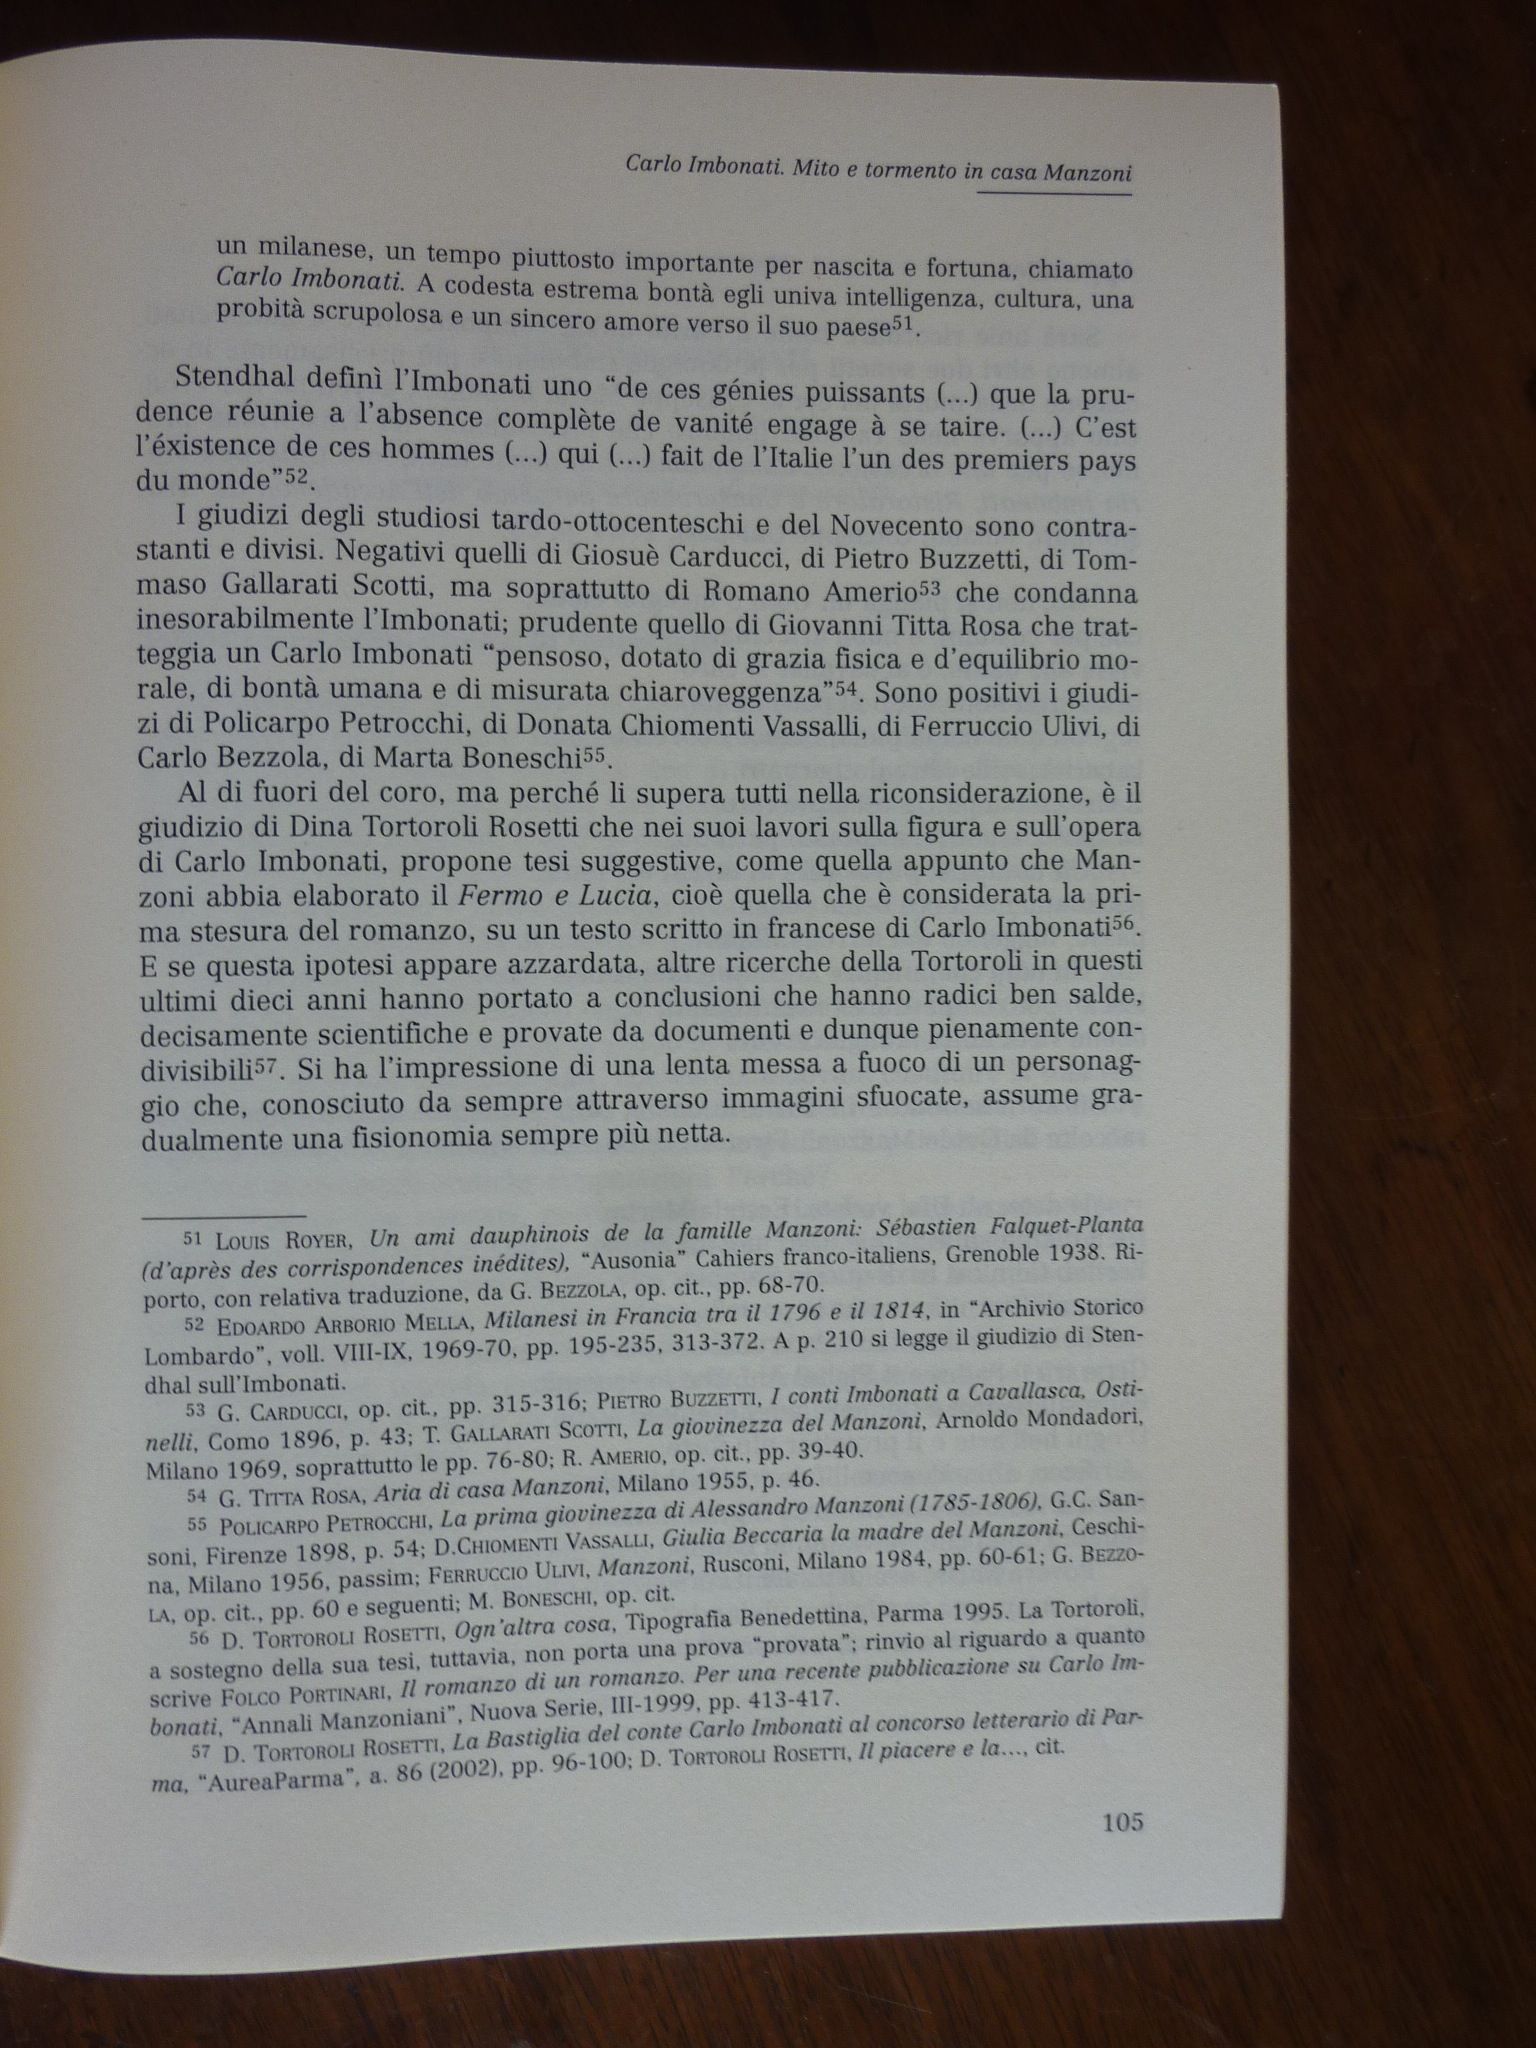 Carlo Imbonati. Mito e tormento in casa Manzoni
un milanese, un tempo piuttosto importante per nascita e fortuna, chiamato
Carlo Imbonati. A codesta estrema bontà egli univa intelligenza, cultura, una
probità scrupolosa e un sincero amore verso il suo paese51.
Stendhal definì l'Imbonati uno “de ces génies puissants (...) que la pru-
dence réunie a l'absence complète de vanité engage à se taire. (...) C'est
l'éxistence de ces hommes (...) qui (...) fait de l'Italie l'un des premiers pays
du monde”52.
I giudizi degli studiosi tardo-ottocenteschi e del Novecento sono contra-
stanti e divisi. Negativi quelli di Giosuè Carducci, di Pietro Buzzetti, di Tom-
maso Gallarati Scotti, ma soprattutto di Romano Amerio53 che condanna
inesorabilmente l'Imbonati; prudente quello di Giovanni Titta Rosa che trat-
teggia un Carlo Imbonati “pensoso, dotato di grazia fisica e d'equilibrio mo-
rale, di bontà umana e di misurata chiaroveggenza”54. Sono positivi i giudi-
zi di Policarpo Petrocchi, di Donata Chiomenti Vassalli, di Ferruccio Ulivi, di
Carlo Bezzola, di Marta Boneschi55.
Al di fuori del coro, ma perché li supera tutti nella riconsiderazione, è il
giudizio di Dina Tortoroli Rosetti che nei suoi lavori sulla figura e sull'opera
di Carlo Imbonati, propone tesi suggestive, come quella appunto che Man-
zoni abbia elaborato il Fermo e Lucia, cioè quella che è considerata la pri-
ma stesura del romanzo, su un testo scritto in francese di Carlo Imbonati56.
E se questa ipotesi appare azzardata, altre ricerche della Tortoroli in questi
ultimi dieci anni hanno portato a conclusioni che hanno radici ben salde,
decisamente scientifiche e provate da documenti e dunque pienamente con-
divisibili57. Si ha l'impressione di una lenta messa a fuoco di un personag-
gio che, conosciuto da sempre attraverso immagini sfuocate, assume gra-
dualmente una fisionomia sempre più netta.
51 LOUIS ROYER, Un ami dauphinois de la famille Manzoni: Sébastien Falquet-Planta
(d'après des corrispondences inédites), “Ausonia” Cahiers franco-italiens, Grenoble 1938. Ri-
porto, con relativa traduzione, da G. BEZZOLA, op. cit., pp. 68-70.
52 EDOARDO ARBORIO MELLA, Milanesi in Francia tra il 1796 e il 1814, in “Archivio Storico
Lombardo”, voll. VIII-IX, 1969-70, pp. 195-235, 313-372. A p. 210 si legge il giudizio di Sten-
dhal sull'Imbonati.
53 G. CARDUCCI, op. cit., pp. 315-316; PIETRO BUZZETTI, I conti Imbonati a Cavallasca, Osti-
nelli, Como 1896, p. 43; T. GALLARATI SCOTTI, La giovinezza del Manzoni, Arnoldo Mondadori,
Milano 1969, soprattutto le pp. 76-80; R. AMERIO, op. cit., pp. 39-40.
54 G. TITTA ROSA, Aria di casa Manzoni, Milano 1955, p. 46.
55 POLICARPO PETROCCHI, La prima giovinezza di Alessandro Manzoni (1785-1806), G.C. San-
soni, Firenze 1898, p. 54; D.CHIOMENTI VASSALLI, Giulia Beccaria la madre del Manzoni, Ceschi-
na, Milano 1956, passim; FERRUCCIO ULIVI, Manzoni, Rusconi, Milano 1984, pp. 60-61; G. BEZZO-
LA, op. cit., pp. 60 e seguenti; M. BONESCHI, op. cit.
56 D. TORTOROLI ROSETTI, Ogn'altra cosa, Tipografia Benedettina, Parma 1995. La Tortoroli,
a sostegno della sua tesi, tuttavia, non porta una prova “provata”; rinvio al riguardo a quanto
scrive FOLCO PORTINARI, Il romanzo di un romanzo. Per una recente pubblicazione su Carlo Im-
bonati, “Annali Manzoniani”, Nuova Serie, III-1999, pp. 413-417.
57 D. TORTOROLI ROSETTI, La Bastiglia del conte Carlo Imbonati al concorso letterario di Par-
ma, “AureaParma”, a. 86 (2002), pp. 96-100; D. TORTOROLI ROSETTI, Il piacere e la..., cit.
105